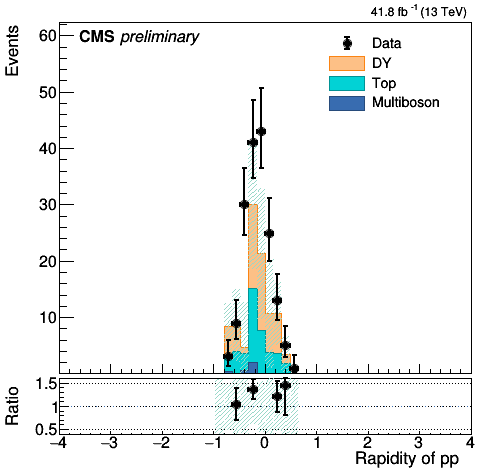 41.8 fb⁻¹ (13 TeV)
CMS preliminary
Events
Data
DY
Top
Multiboson
60
50
40
30
20
10
Ratio
1.5
1
0.5
−4 −3 −2 −1 0 1 2 3 4
Rapidity of pp